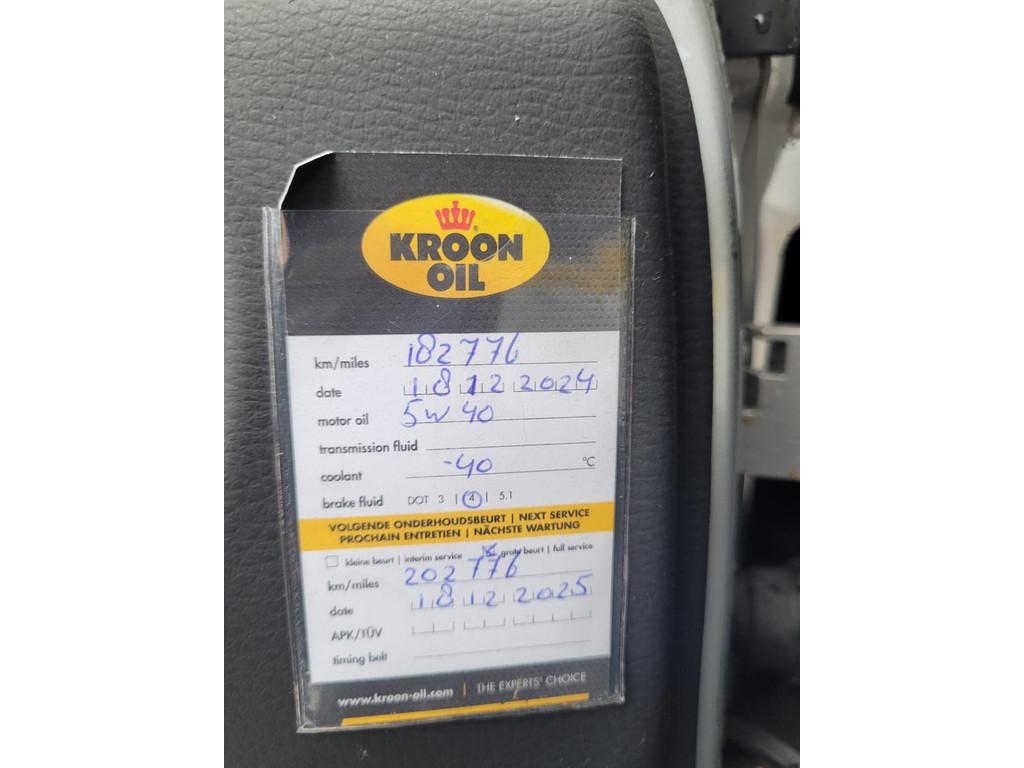 KROON
OIL
km/miles 182776
date 18 12 2024
motor oil 5w 40
transmission fluid
coolant -40 °C
brake fluid DOT 3 | 4 | 5.1
VOLGENDE ONDERHOUDSBEURT | NEXT SERVICE
PROCHAIN ENTRETIEN | NÄCHSTE WARTUNG
kleine beurt | interim service grote beurt | full service
km/miles 202776
date 18 12 2025
APK/TÜV
timing belt
www.kroon-oil.com | THE EXPERTS' CHOICE